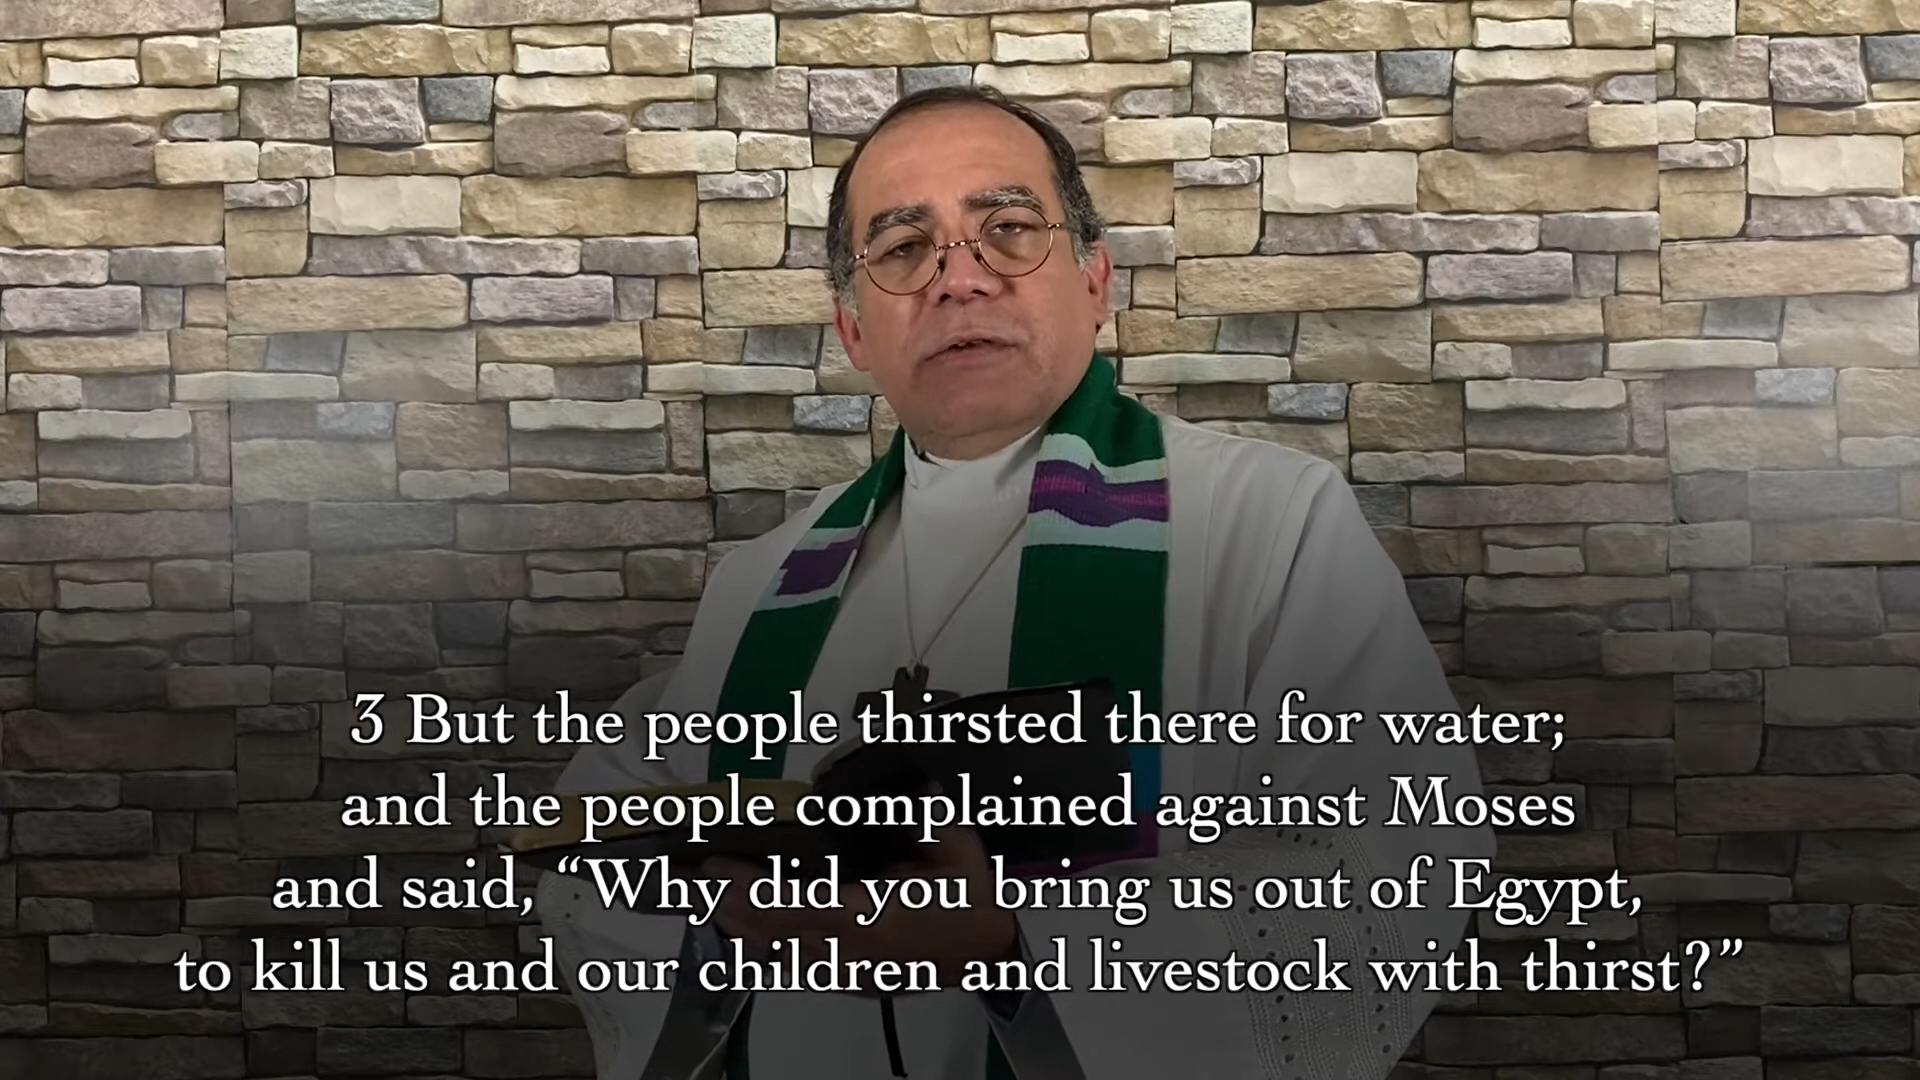 3 But the people thirsted there for water;
and the people complained against Moses
and said, “Why did you bring us out of Egypt,
to kill us and our children and livestock with thirst?”